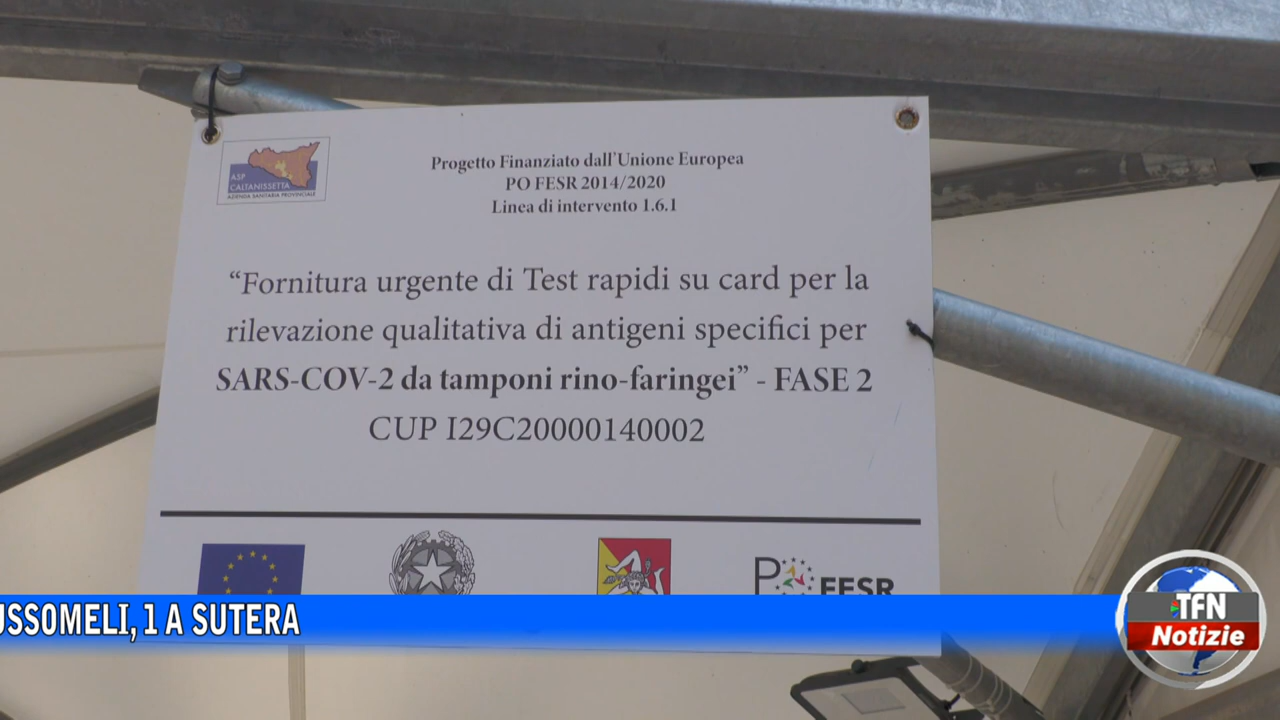 ASP
CALTANISSETTA
AZIENDA SANITARIA PROVINCIALE
Progetto Finanziato dall'Unione Europea
PO FESR 2014/2020
Linea di intervento 1.6.1
“Fornitura urgente di Test rapidi su card per la
rilevazione qualitativa di antigeni specifici per
SARS-COV-2 da tamponi rino-faringei” - FASE 2
CUP I29C20000140002
FESR
USSOMELI, 1 A SUTERA
TFN
Notizie